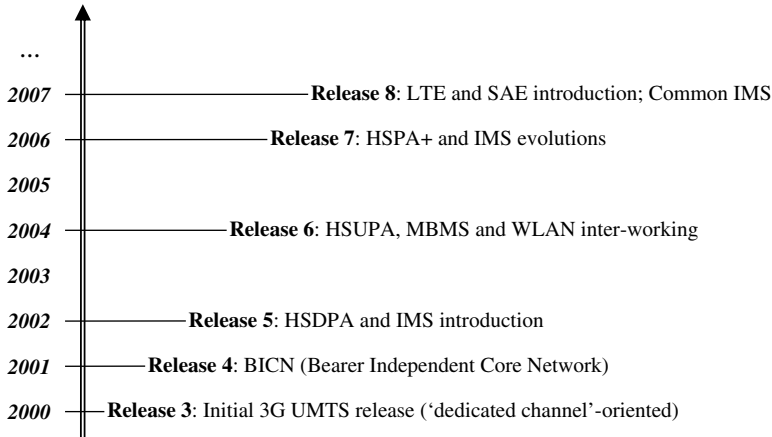 ...
2007 Release 8: LTE and SAE introduction; Common IMS
2006 Release 7: HSPA+ and IMS evolutions
2005
2004 Release 6: HSUPA, MBMS and WLAN inter-working
2003
2002 Release 5: HSDPA and IMS introduction
2001 Release 4: BICN (Bearer Independent Core Network)
2000 Release 3: Initial 3G UMTS release (‘dedicated channel’-oriented)